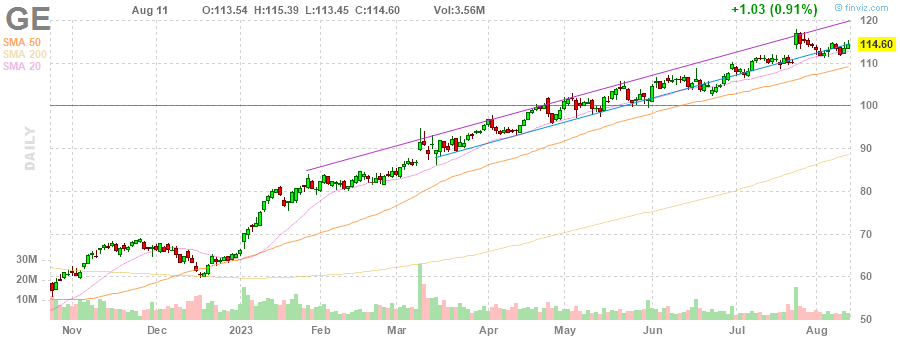 GE Aug 11 O:113.54 H:115.39 L:113.45 C:114.60 Vol:3.56M +1.03 (0.91%) © finviz.com
SMA 50
SMA 200
SMA 20
DAILY
120
114.60
110
100
90
80
70
60
50
30M
20M
10M
Nov Dec 2023 Feb Mar Apr May Jun Jul Aug